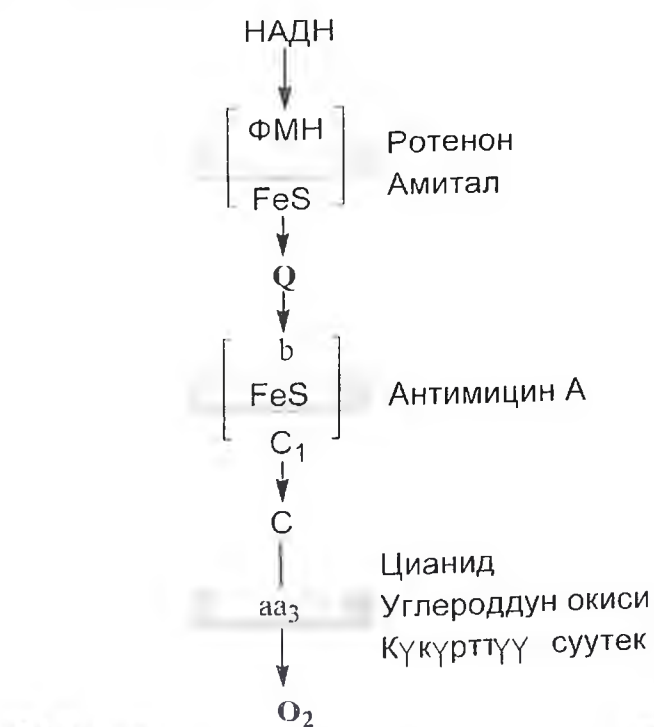 НАДН
ФМН
Ротенон
Амитал
FeS
Q
b
FeS
Антимицин А
C₁
C
Цианид
aa₃
Углероддун окиси
Күкүрттүү суутек
O₂